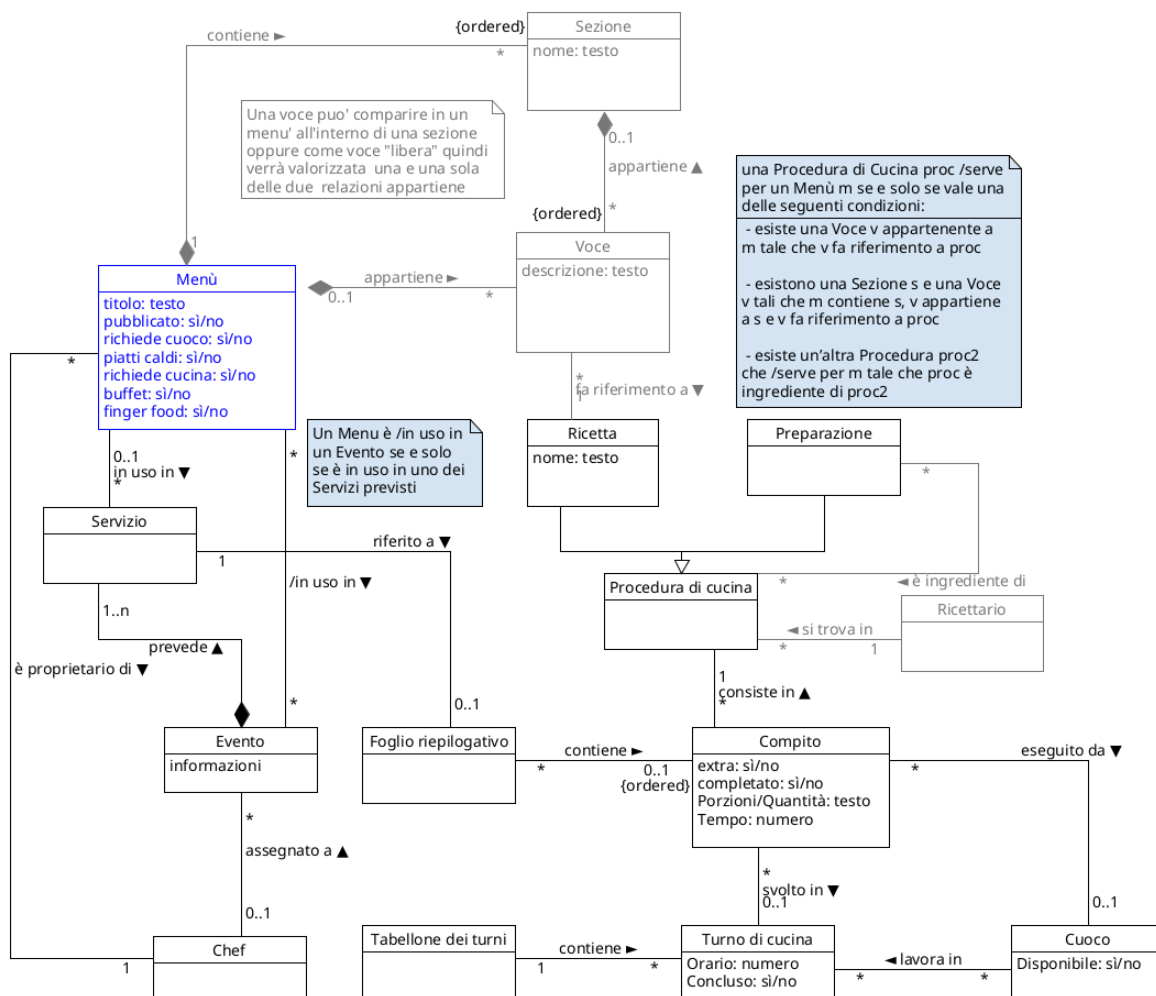 {ordered}
Sezione
contiene ►
*
nome: testo
Una voce puo' comparire in un
menu' all'interno di una sezione
oppure come voce "libera" quindi
verrà valorizzata  una e una sola
delle due  relazioni appartiene
0..1
appartiene ▲
*
{ordered}
una Procedura di Cucina proc /serve
per un Menù m se e solo se vale una
delle seguenti condizioni:
- esiste una Voce v appartenente a
m tale che v fa riferimento a proc
- esistono una Sezione s e una Voce
v tali che m contiene s, v appartiene
a s e v fa riferimento a proc
- esiste un’altra Procedura proc2
che /serve per m tale che proc è
ingrediente di proc2
1
Menù
titolo: testo
pubblicato: sì/no
richiede cuoco: sì/no
piatti caldi: sì/no
richiede cucina: sì/no
buffet: sì/no
finger food: sì/no
appartiene ►
0..1
*
Voce
descrizione: testo
*
fa riferimento a ▼
1
*
Un Menu è /in uso in
un Evento se e solo
se è in uso in uno dei
Servizi previsti
Ricetta
nome: testo
Preparazione
*
0..1
in uso in ▼
*
*
Servizio
1
riferito a ▼
/in uso in ▼
1..n
prevede ▲
è proprietario di ▼
Procedura di cucina
*
◄ è ingrediente di
Ricettario
◄ si trova in
*
1
1
consiste in ▲
*
*
0..1
Evento
informazioni
Foglio riepilogativo
contiene ►
*
0..1
{ordered}
Compito
extra: sì/no
completato: sì/no
Porzioni/Quantità: testo
Tempo: numero
eseguito da ▼
*
*
assegnato a ▲
0..1
*
svolto in ▼
0..1
0..1
Chef
1
Tabellone dei turni
contiene ►
1
*
Turno di cucina
Orario: numero
Concluso: sì/no
◄ lavora in
*
*
Cuoco
Disponibile: sì/no